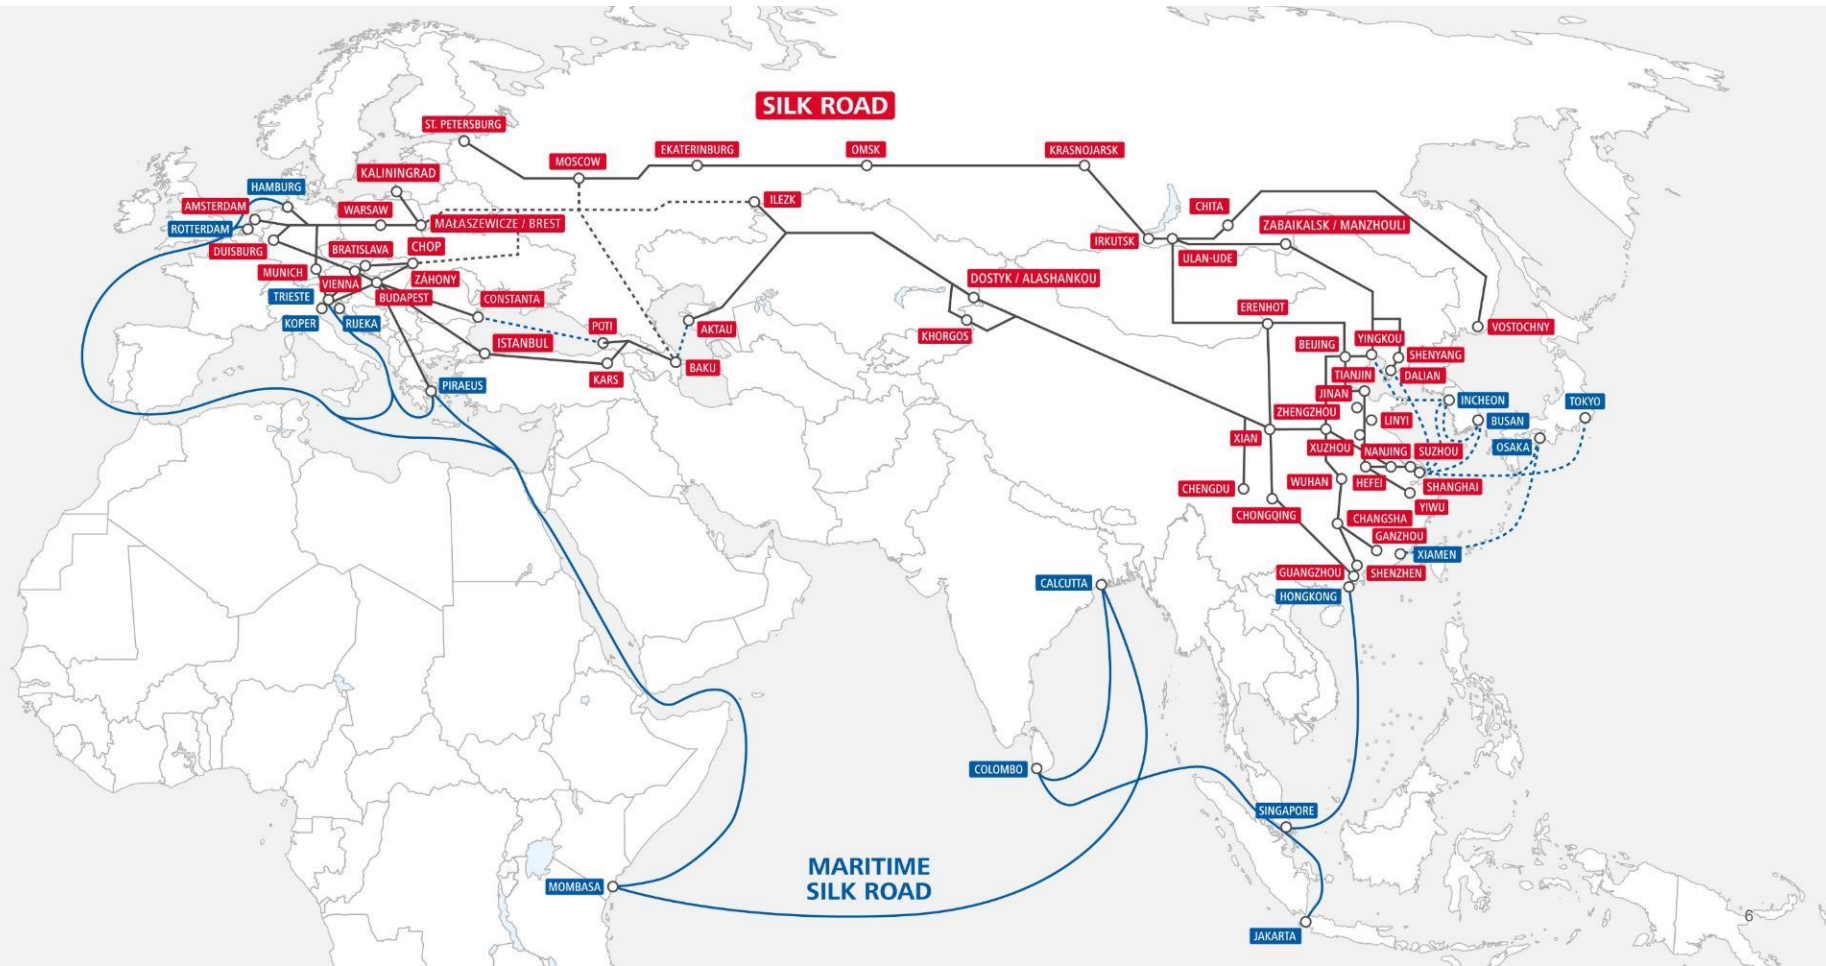 SILK ROAD
ST. PETERSBURG
MOSCOW
EKATERINBURG
OMSK
KRASNOJARSK
KALININGRAD
HAMBURG
AMSTERDAM
WARSAW
ILEZK
CHITA
ROTTERDAM
MAŁASZEWICZE / BREST
ZABAIKALSK / MANZHOULI
IRKUTSK
DUISBURG
BRATISLAVA
CHOP
ULAN-UDE
MUNICH
VIENNA
ZÁHONY
DOSTYK / ALASHANKOU
TRIESTE
BUDAPEST
CONSTANTA
ERENHOT
KOPER
RIJEKA
POTI
AKTAU
KHORGOS
VOSTOCHNY
ISTANBUL
BEIJING
YINGKOU
SHENYANG
KARS
BAKU
TIANJIN
DALIAN
PIRAEUS
JINAN
INCHEON
TOKYO
ZHENGZHOU
LINYI
BUSAN
XIAN
XUZHOU
NANJING
SUZHOU
OSAKA
CHENGDU
WUHAN
HEFEI
SHANGHAI
YIWU
CHONGQING
CHANGSHA
GANZHOU
XIAMEN
GUANGZHOU
SHENZHEN
CALCUTTA
HONGKONG
COLOMBO
SINGAPORE
MARITIME
SILK ROAD
MOMBASA
JAKARTA
6